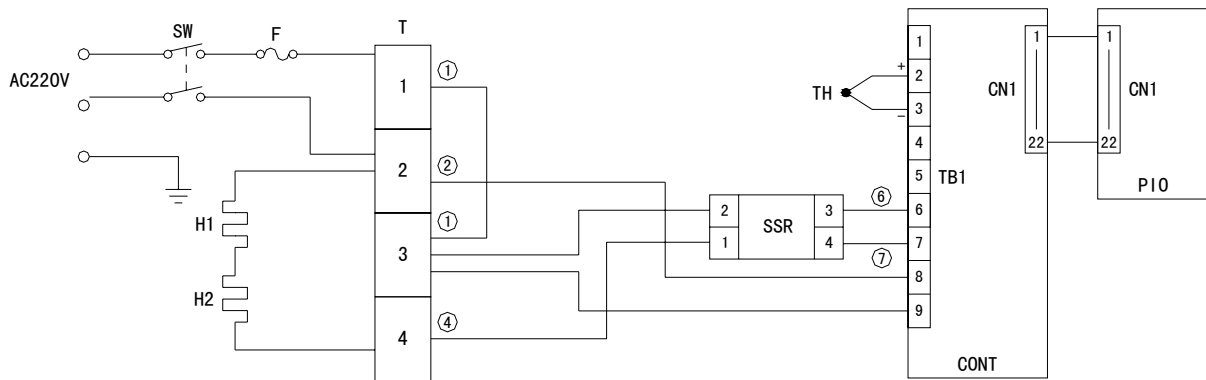 AC220V
SW
F
T
1
2
3
4
①
②
①
④
H1
H2
TH
+
−
2
1
SSR
3
4
⑥
⑦
1
2
3
4
5
6
7
8
9
TB1
CONT
CN1
1
22
1
22
CN1
PIO